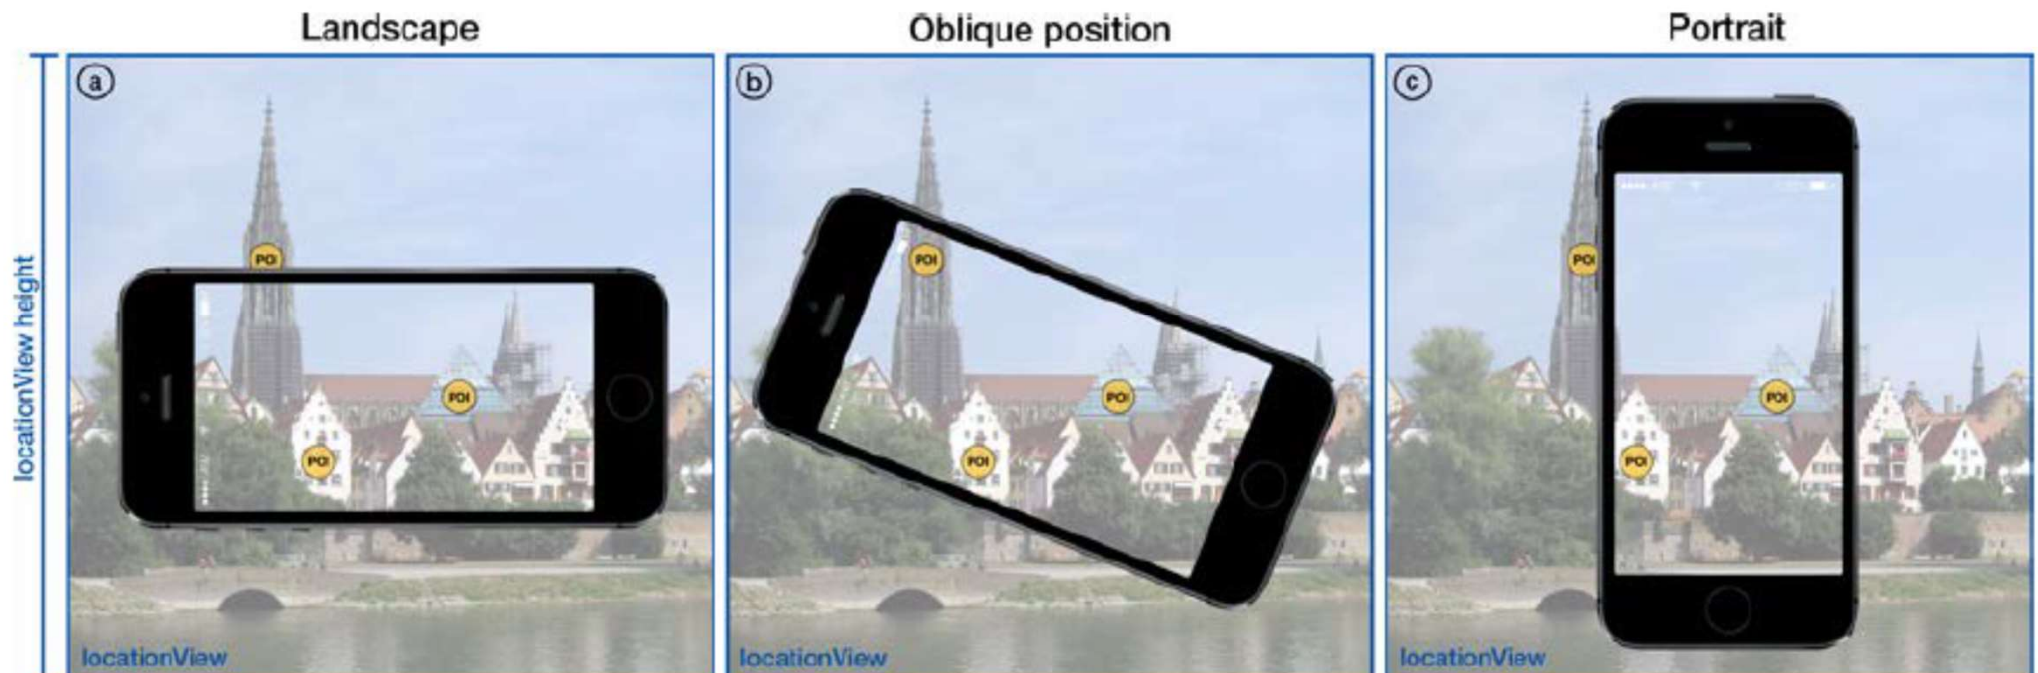 Landscape
Oblique position
Portrait
locationView height
a
POI
POI
POI
locationView
b
POI
POI
POI
locationView
c
POI
POI
POI
locationView